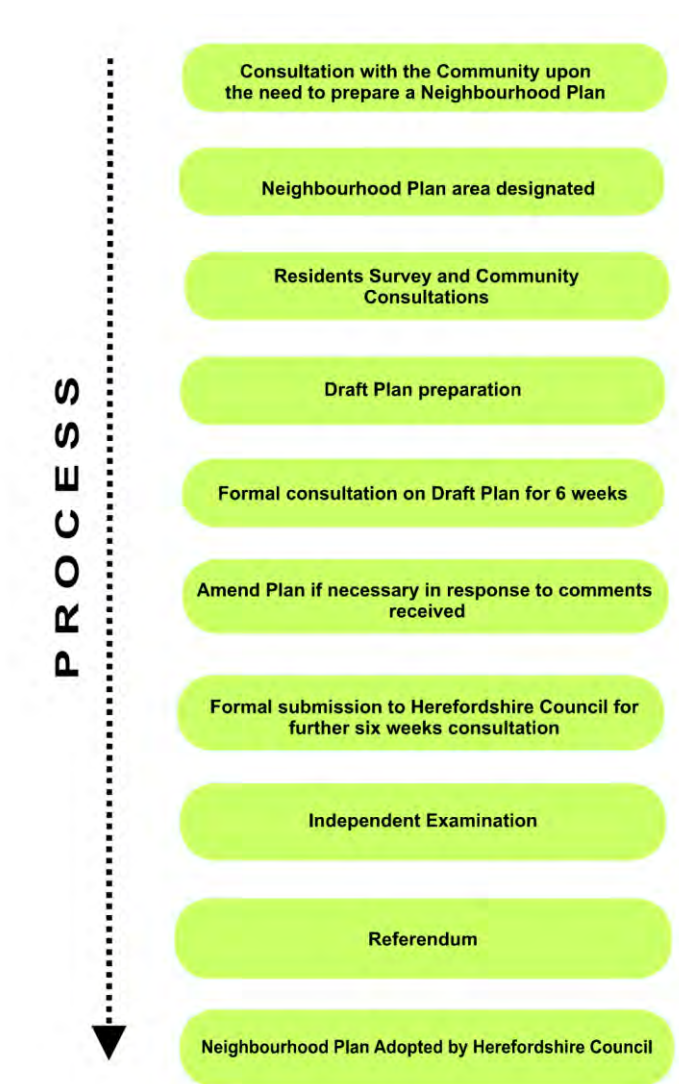 Consultation with the Community upon
the need to prepare a Neighbourhood Plan
Neighbourhood Plan area designated
Residents Survey and Community
Consultations
Draft Plan preparation
Formal consultation on Draft Plan for 6 weeks
Amend Plan if necessary in response to comments
received
Formal submission to Herefordshire Council for
further six weeks consultation
Independent Examination
Referendum
Neighbourhood Plan Adopted by Herefordshire Council
PROCESS